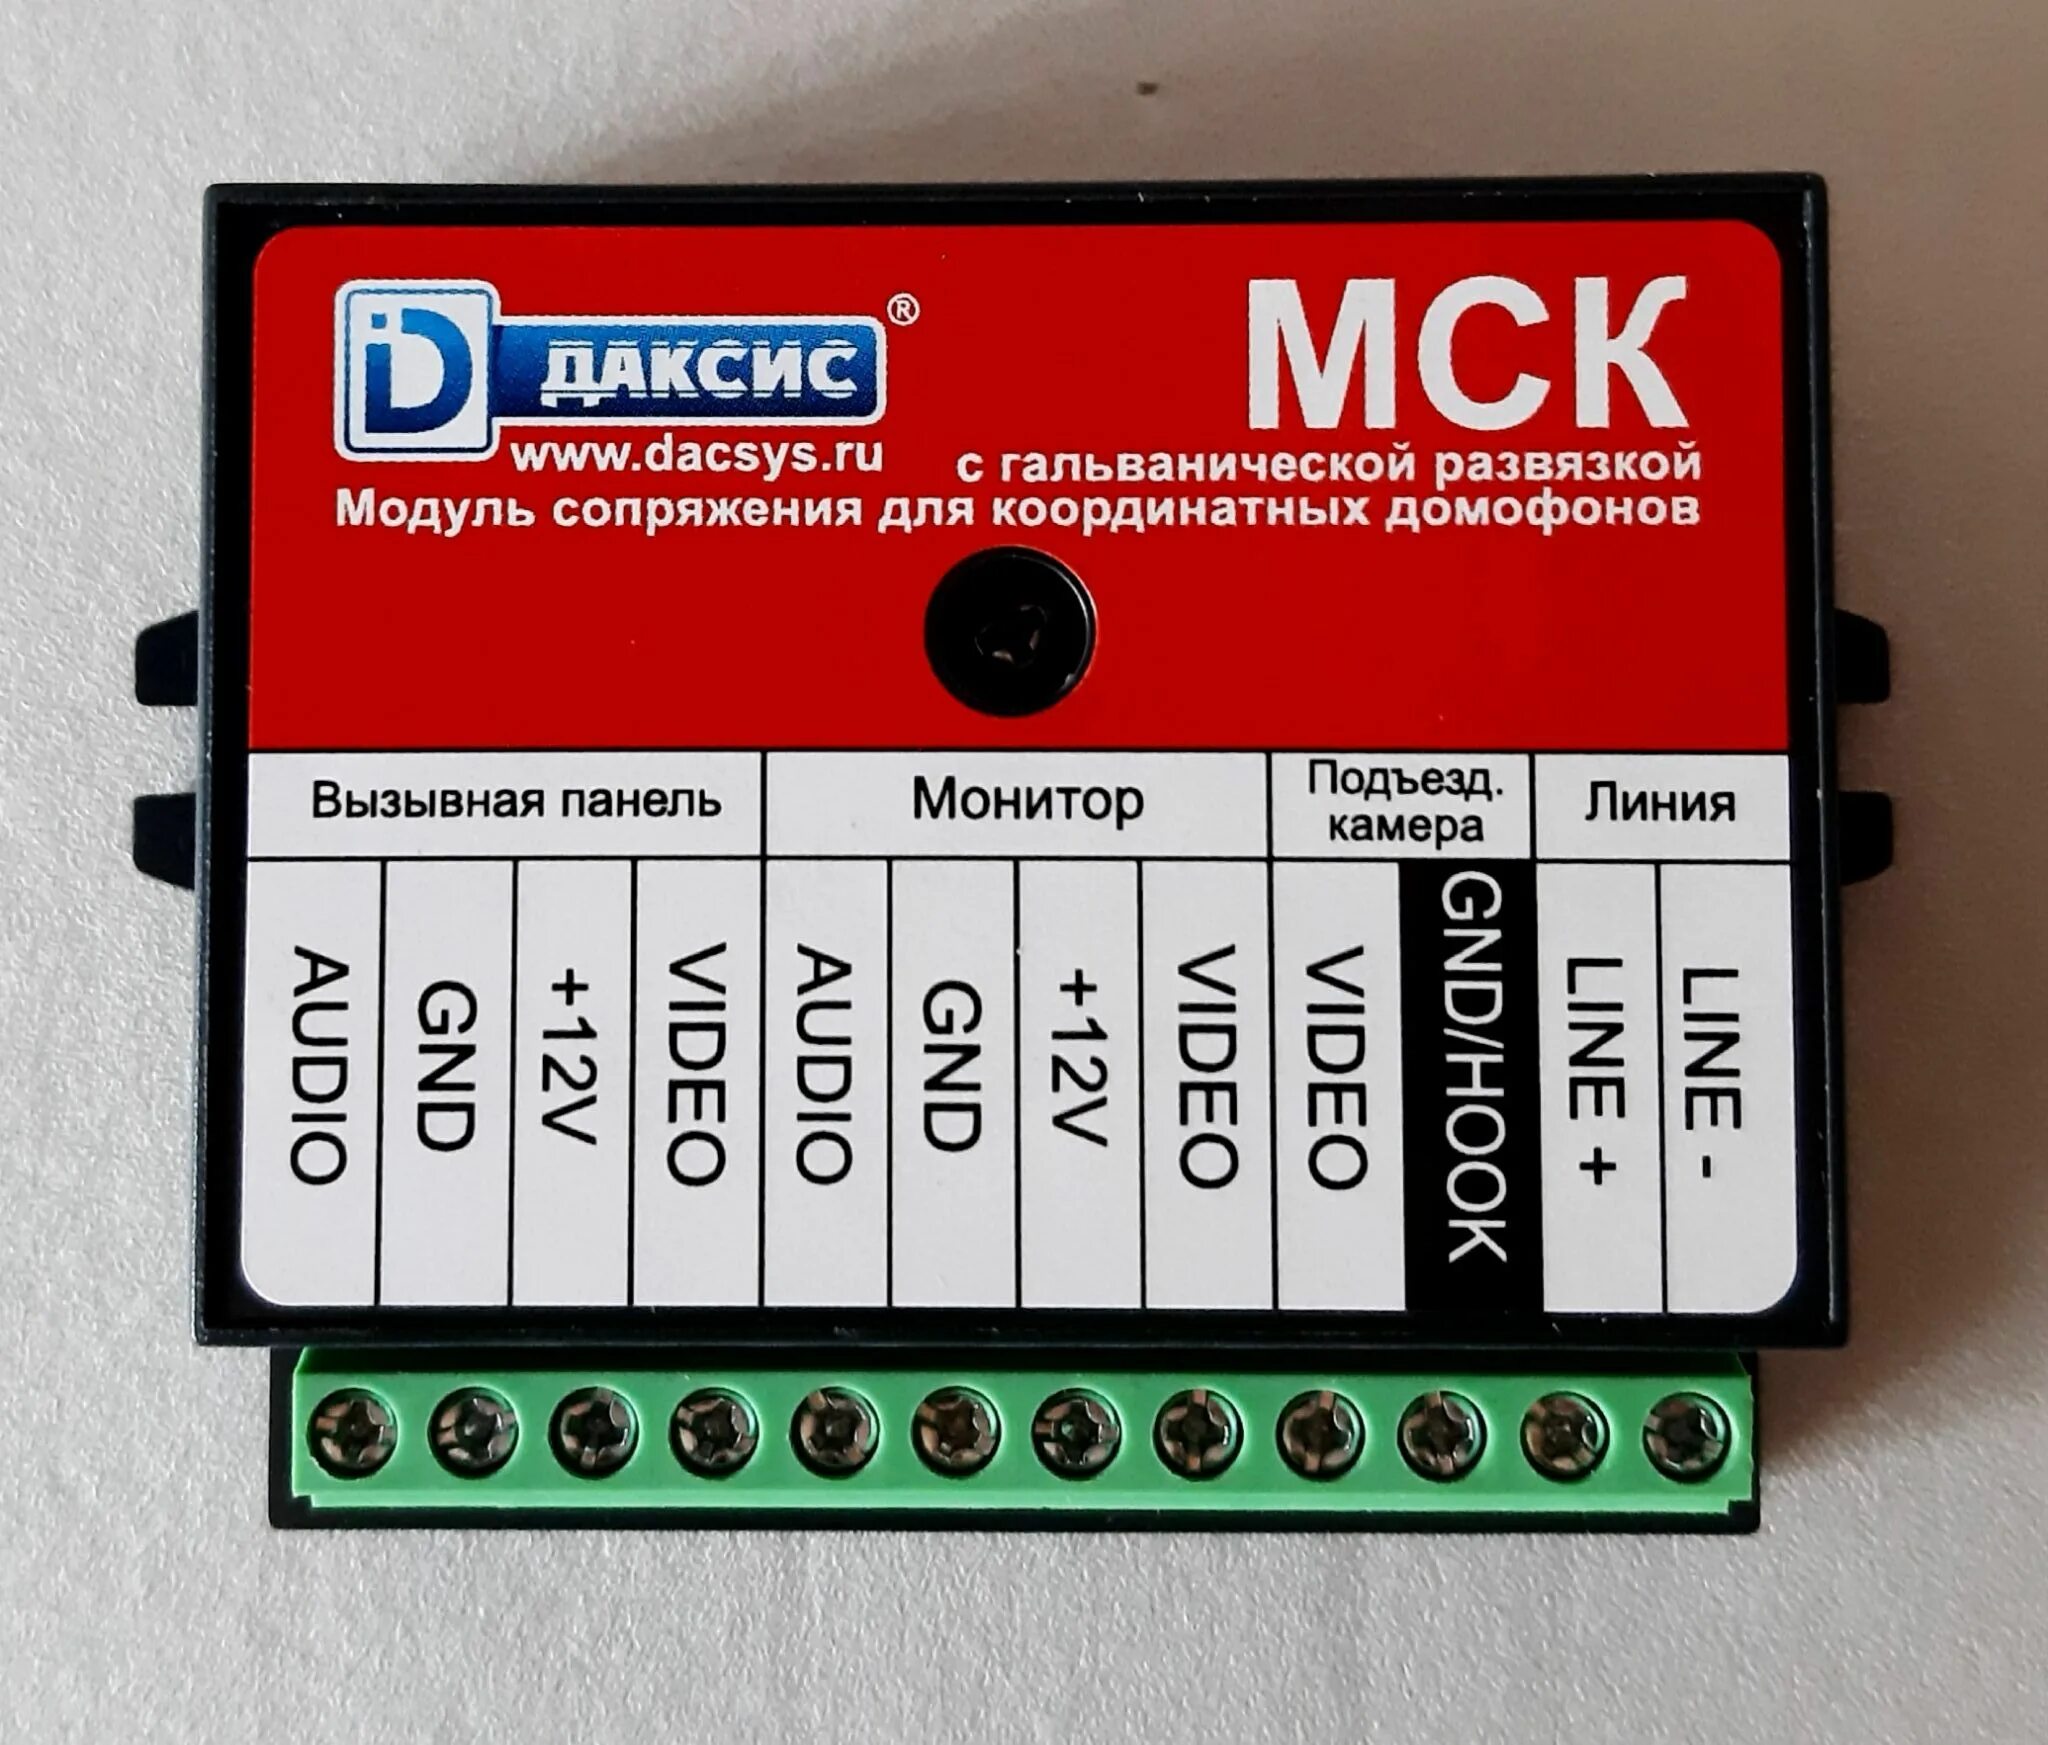 ДАКСИС®
МСК
www.dacsys.ru
с гальванической развязкой
Модуль сопряжения для координатных домофонов
Вызывная панель
Монитор
Подъезд.
камера
Линия
AUDIO
GND
+12V
VIDEO
AUDIO
GND
+12V
VIDEO
VIDEO
GND/HOOK
LINE +
LINE -